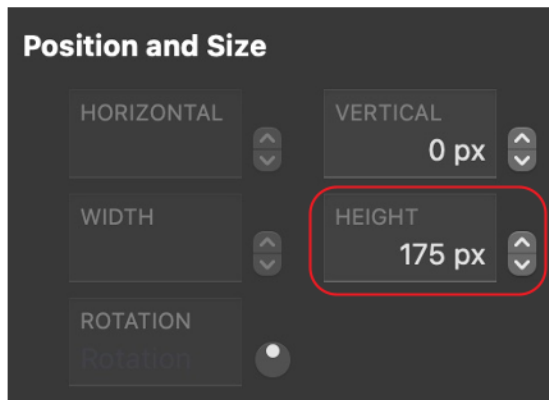 Position and Size
HORIZONTAL
VERTICAL
0 px
WIDTH
HEIGHT
175 px
ROTATION
Rotation